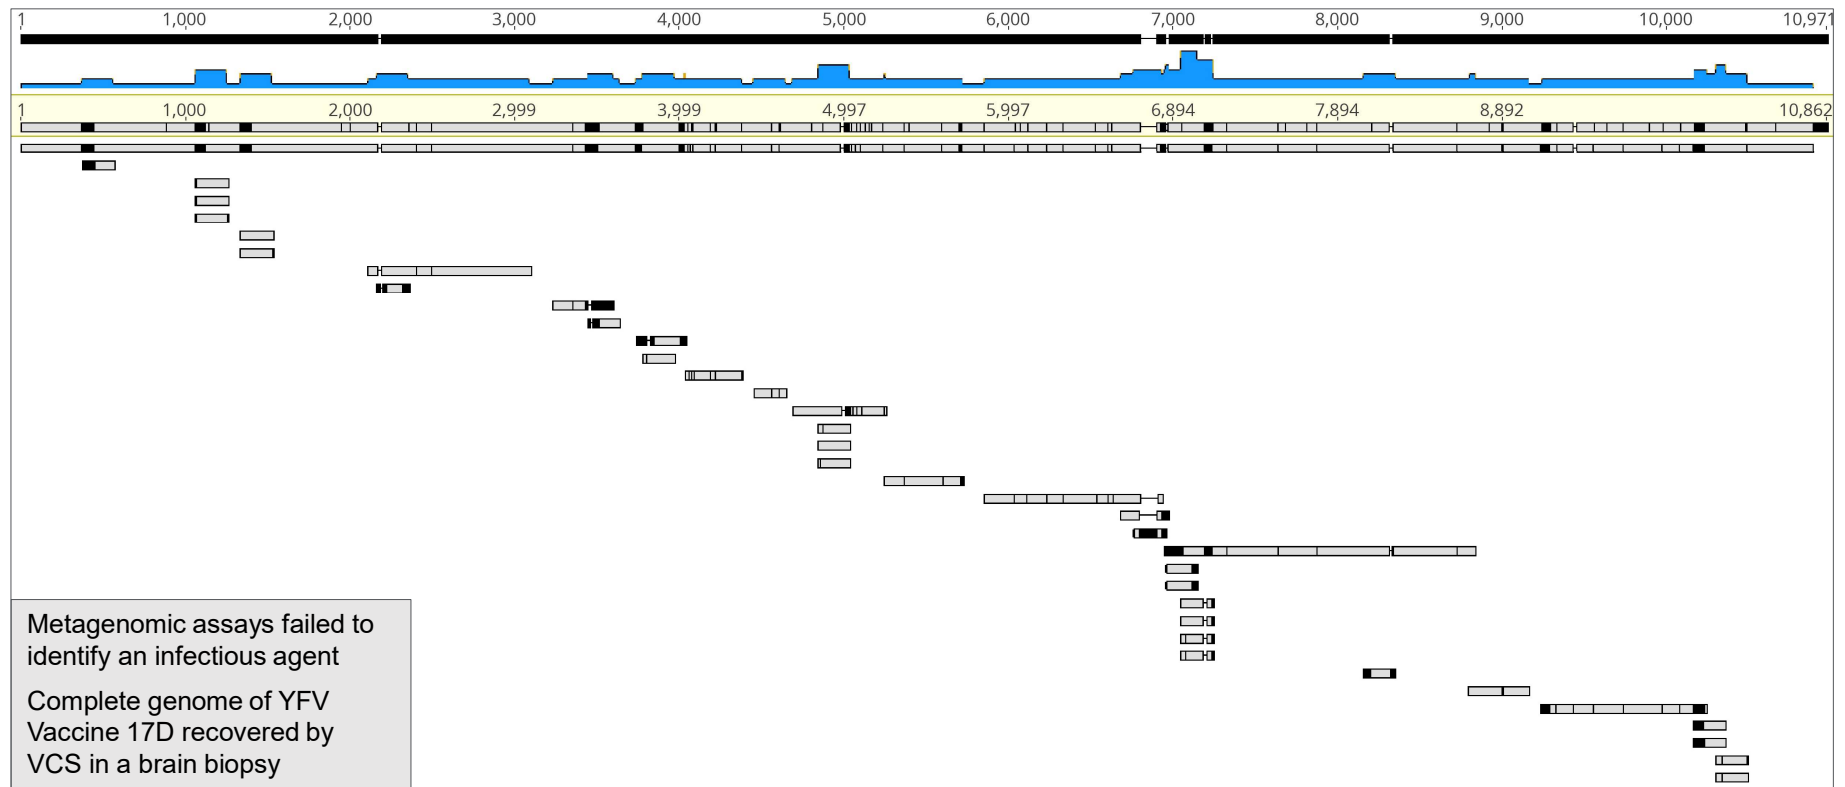 1 1,000 2,000 3,000 4,000 5,000 6,000 7,000 8,000 9,000 10,000 10,971
1 1,000 2,000 2,999 3,999 4,997 5,997 6,894 7,894 8,892 10,862
Metagenomic assays failed to
identify an infectious agent
Complete genome of YFV
Vaccine 17D recovered by
VCS in a brain biopsy